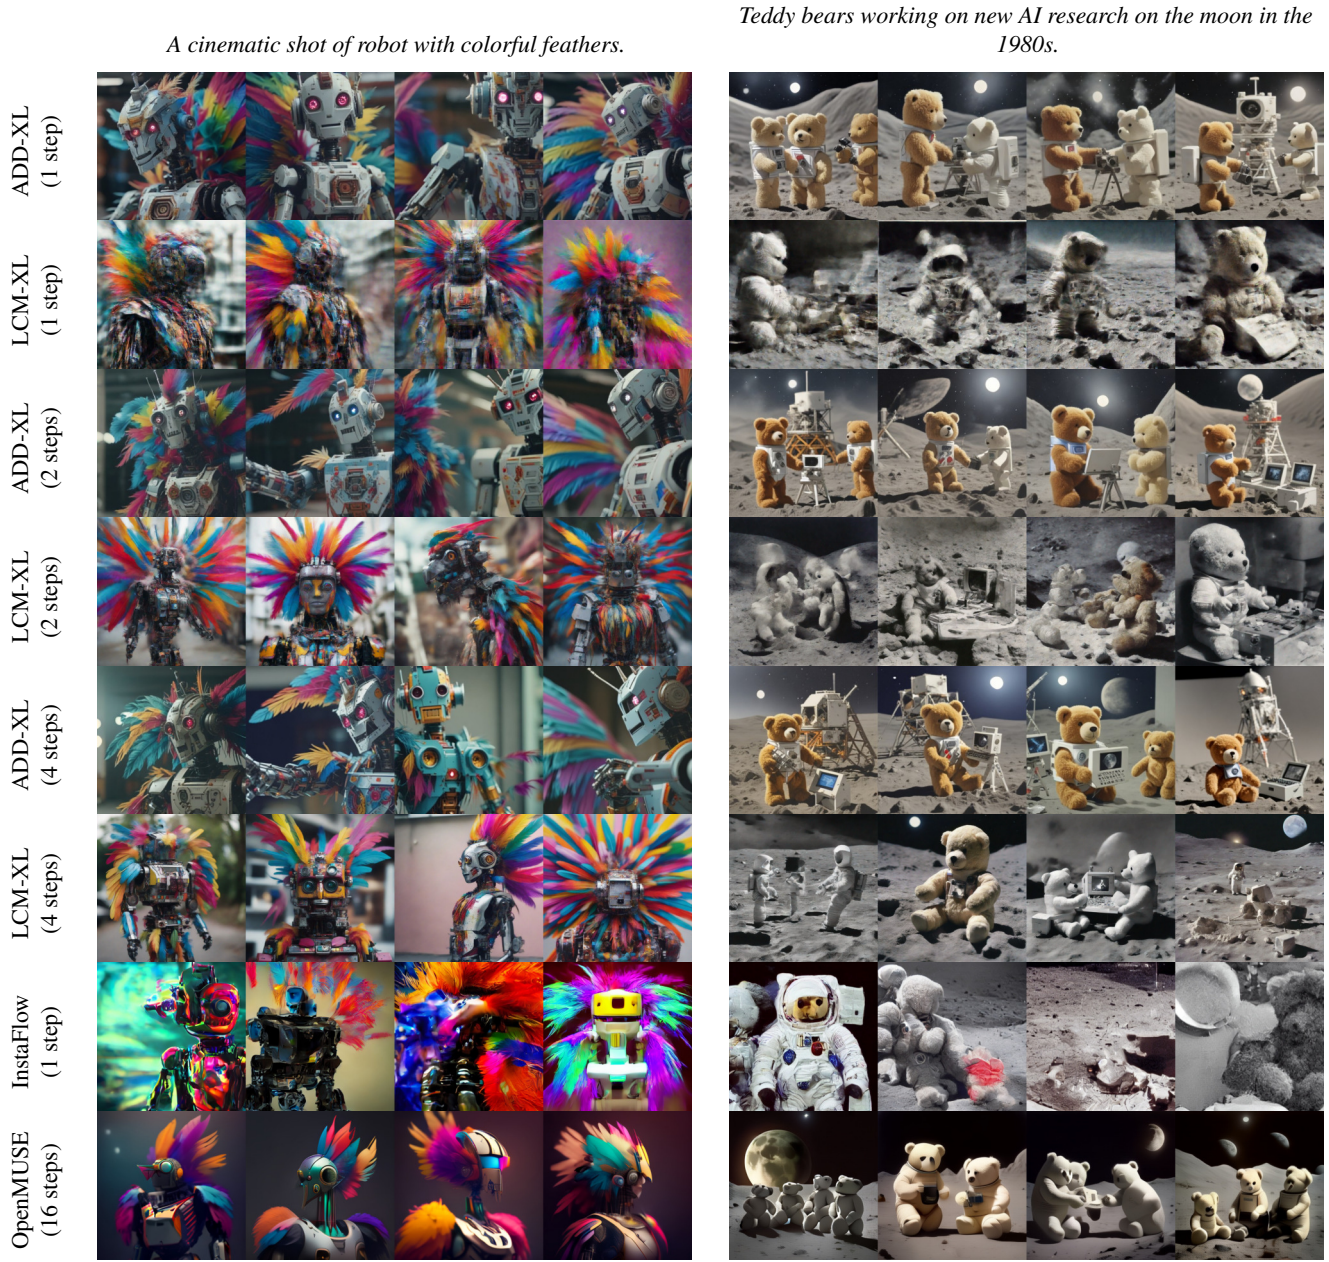 A cinematic shot of robot with colorful feathers.
Teddy bears working on new AI research on the moon in the
1980s.
ADD-XL
(1 step)
LCM-XL
(1 step)
ADD-XL
(2 steps)
LCM-XL
(2 steps)
ADD-XL
(4 steps)
LCM-XL
(4 steps)
InstaFlow
(1 step)
OpenMUSE
(16 steps)